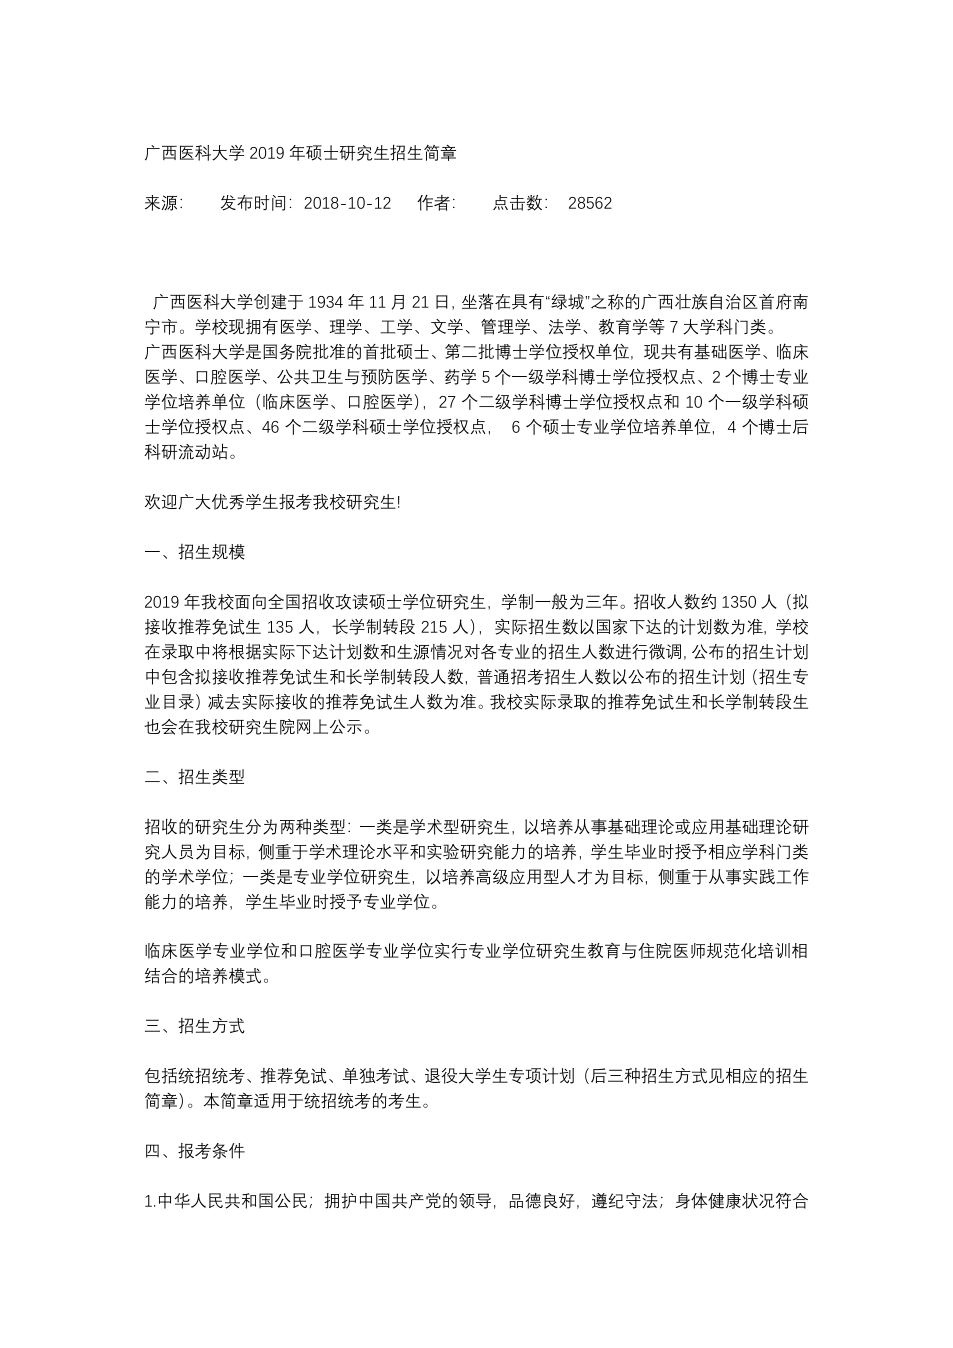 广西医科大学 2019 年硕士研究生招生简章
来源： 发布时间：2018-10-12 作者： 点击数： 28562
广西医科大学创建于 1934 年 11 月 21 日，坐落在具有“绿城”之称的广西壮族自治区首府南
宁市。学校现拥有医学、理学、工学、文学、管理学、法学、教育学等 7 大学科门类。
广西医科大学是国务院批准的首批硕士、第二批博士学位授权单位，现共有基础医学、临床
医学、口腔医学、公共卫生与预防医学、药学 5 个一级学科博士学位授权点、2 个博士专业
学位培养单位（临床医学、口腔医学），27 个二级学科博士学位授权点和 10 个一级学科硕
士学位授权点、46 个二级学科硕士学位授权点， 6 个硕士专业学位培养单位，4 个博士后
科研流动站。
欢迎广大优秀学生报考我校研究生!
一、招生规模
2019 年我校面向全国招收攻读硕士学位研究生，学制一般为三年。招收人数约 1350 人（拟
接收推荐免试生 135 人，长学制转段 215 人），实际招生数以国家下达的计划数为准，学校
在录取中将根据实际下达计划数和生源情况对各专业的招生人数进行微调，公布的招生计划
中包含拟接收推荐免试生和长学制转段人数，普通招考招生人数以公布的招生计划（招生专
业目录）减去实际接收的推荐免试生人数为准。我校实际录取的推荐免试生和长学制转段生
也会在我校研究生院网上公示。
二、招生类型
招收的研究生分为两种类型：一类是学术型研究生，以培养从事基础理论或应用基础理论研
究人员为目标，侧重于学术理论水平和实验研究能力的培养，学生毕业时授予相应学科门类
的学术学位；一类是专业学位研究生，以培养高级应用型人才为目标，侧重于从事实践工作
能力的培养，学生毕业时授予专业学位。
临床医学专业学位和口腔医学专业学位实行专业学位研究生教育与住院医师规范化培训相
结合的培养模式。
三、招生方式
包括统招统考、推荐免试、单独考试、退役大学生专项计划（后三种招生方式见相应的招生
简章）。本简章适用于统招统考的考生。
四、报考条件
1.中华人民共和国公民；拥护中国共产党的领导，品德良好，遵纪守法；身体健康状况符合